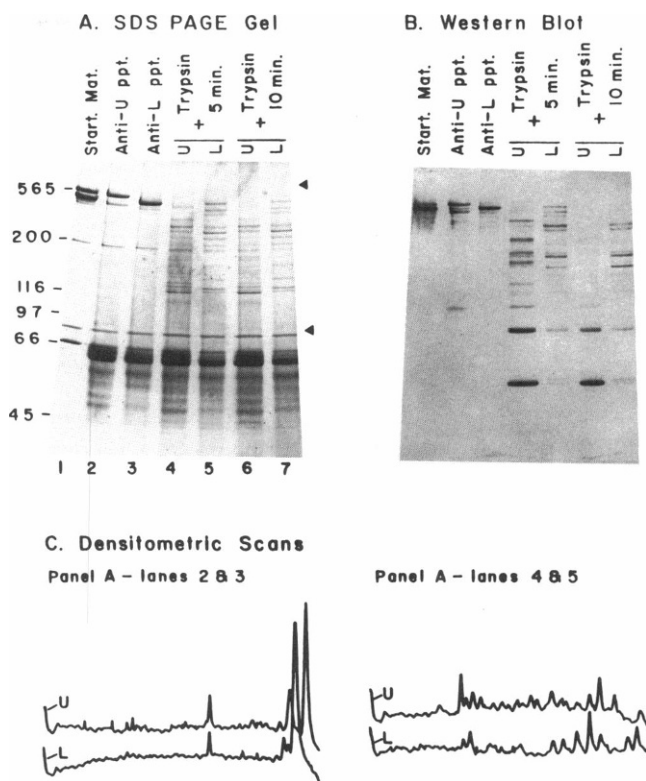 A. SDS PAGE Gel
Start. Mat.
Anti-U ppt.
Anti-L ppt.
Trypsin
+ 5 min.
U
L
Trypsin
+ 10 min.
U
L
565
200
116
97
66
45
1 2 3 4 5 6 7
B. Western Blot
Start. Mat.
Anti-U ppt.
Anti-L ppt.
Trypsin
+ 5 min.
U
L
Trypsin
+ 10 min.
U
L
C. Densitometric Scans
Panel A - lanes 2 & 3
U
L
Panel A - lanes 4 & 5
U
L